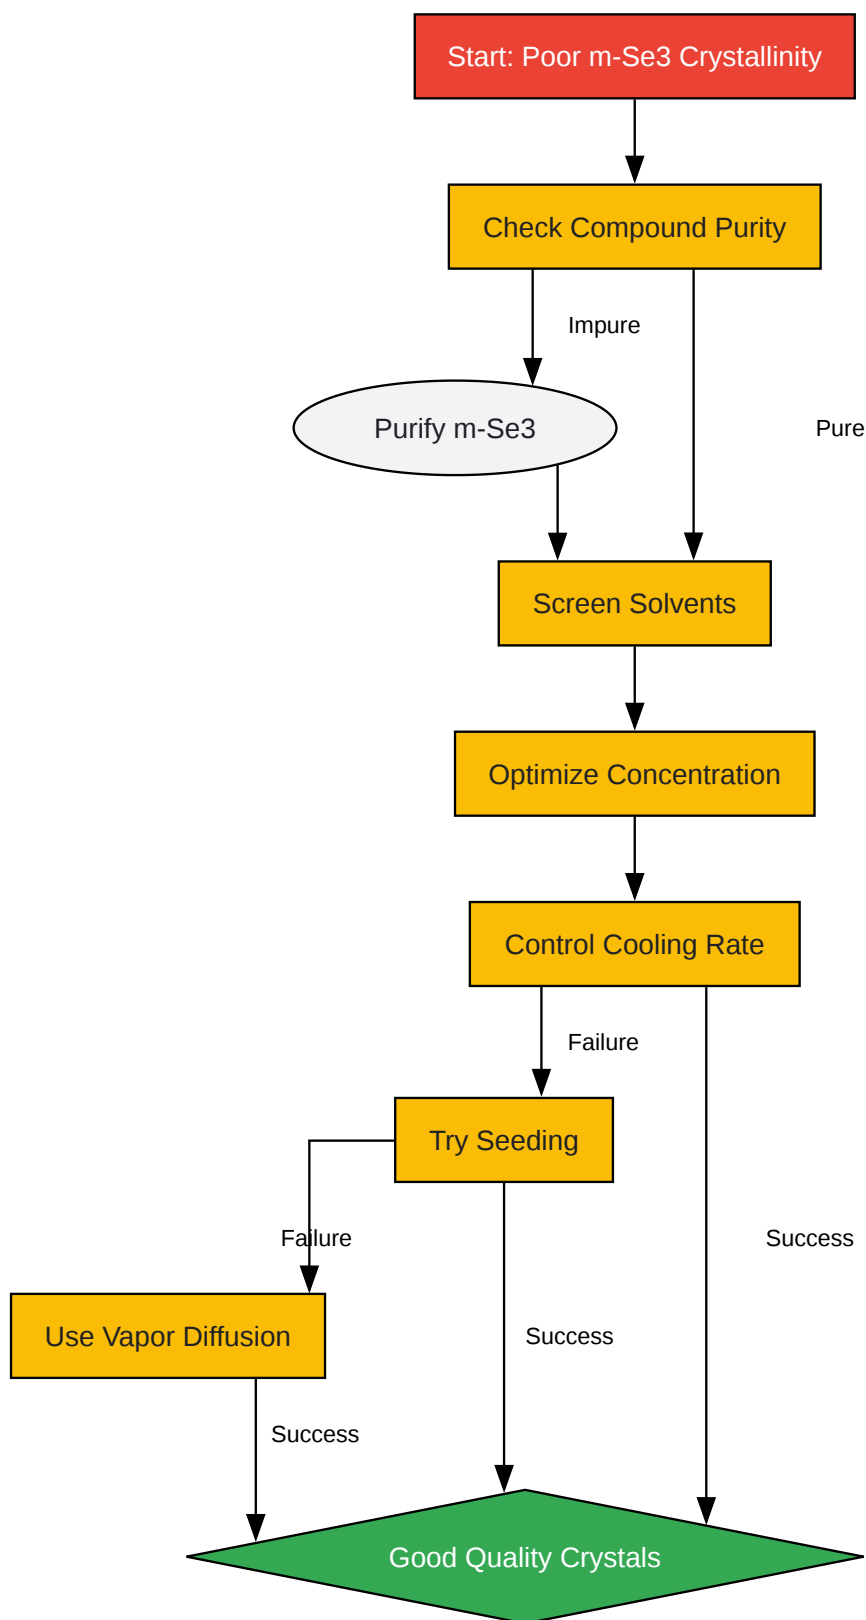 Start: Poor m-Se3 Crystallinity
Check Compound Purity
Impure
Purify m-Se3
Pure
Screen Solvents
Optimize Concentration
Control Cooling Rate
Failure
Try Seeding
Failure
Success
Use Vapor Diffusion
Success
Success
Good Quality Crystals